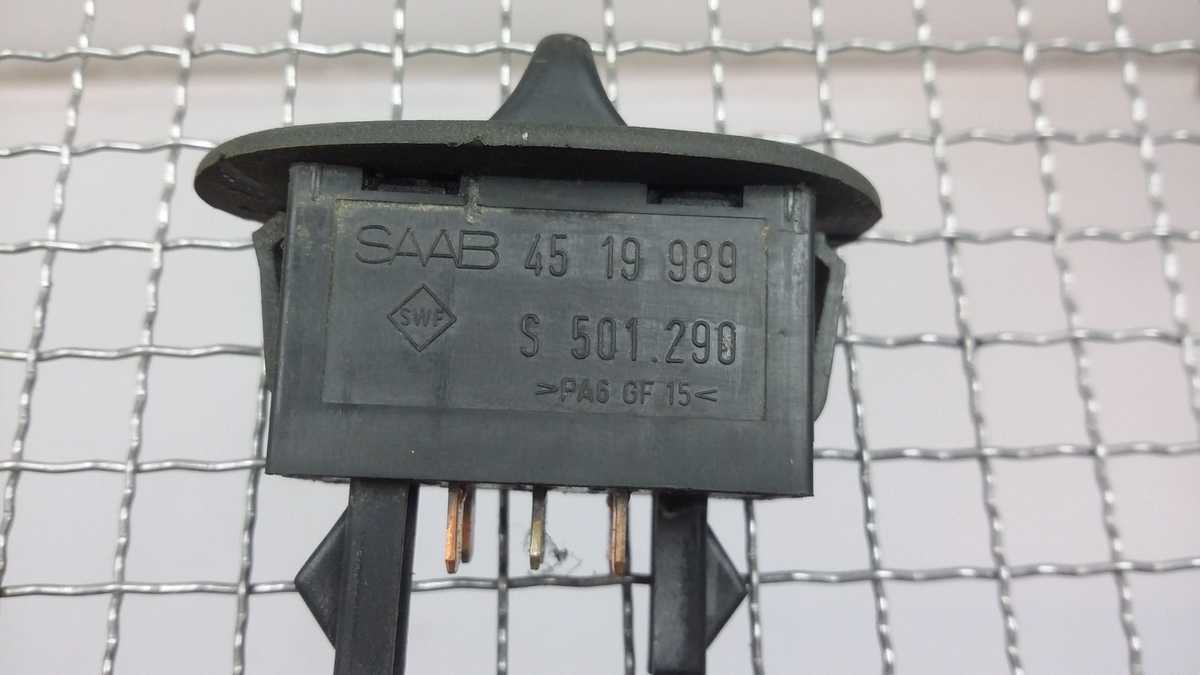 SAAB 45 19 989
SWF S 501.290
>PA6 GF 15<